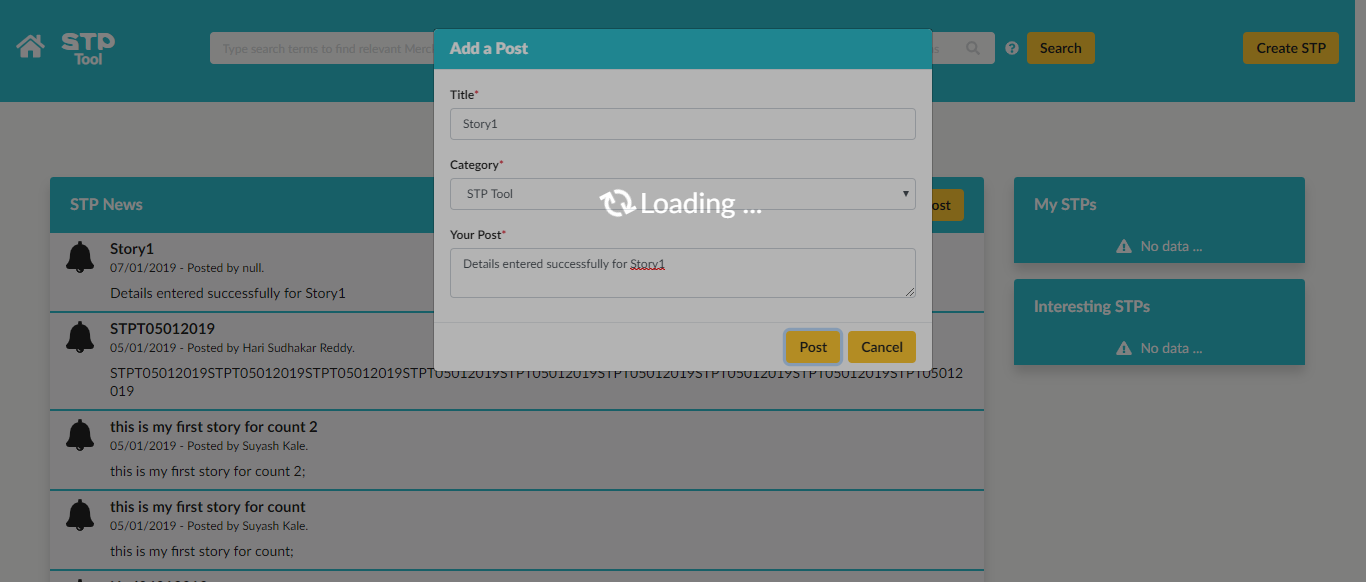 STP
Tool
Type search terms to find relevant Merc
?
Search
Create STP
Add a Post
Title*
Story1
Category*
STP Tool
Loading ...
Your Post*
Details entered successfully for Story1
Post
Cancel
STP News
ost
Story1
07/01/2019 - Posted by null.
Details entered successfully for Story1
STPT05012019
05/01/2019 - Posted by Hari Sudhakar Reddy.
STPT05012019STPT05012019STPT05012019STPT05012019STPT05012019STPT05012019STPT05012019STPT05012
019
this is my first story for count 2
05/01/2019 - Posted by Suyash Kale.
this is my first story for count 2;
this is my first story for count
05/01/2019 - Posted by Suyash Kale.
this is my first story for count;
My STPs
No data ...
Interesting STPs
No data ...